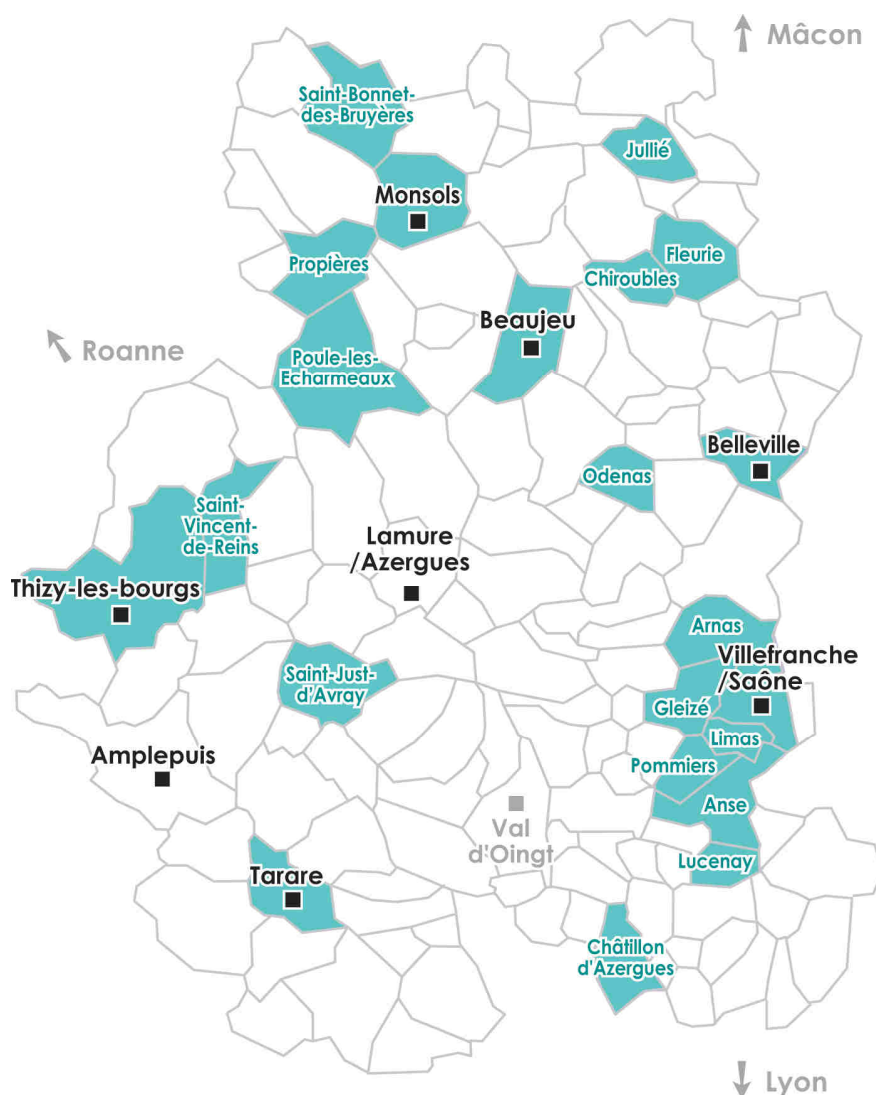 Mâcon
Saint-Bonnet-
des-Bruyères
Jullié
Monsols
Fleurie
Propières
Chiroubles
Beaujeu
Roanne
Poule-les-
Echarmeaux
Belleville
Odenas
Saint-
Vincent-
de-Reins
Lamure
/Azergues
Thizy-les-bourgs
Arnas
Villefranche
/Saône
Saint-Just-
d'Avray
Gleizé
Limas
Amplepuis
Pommiers
Anse
Val
d'Oingt
Lucenay
Tarare
Châtillon
d'Azergues
Lyon